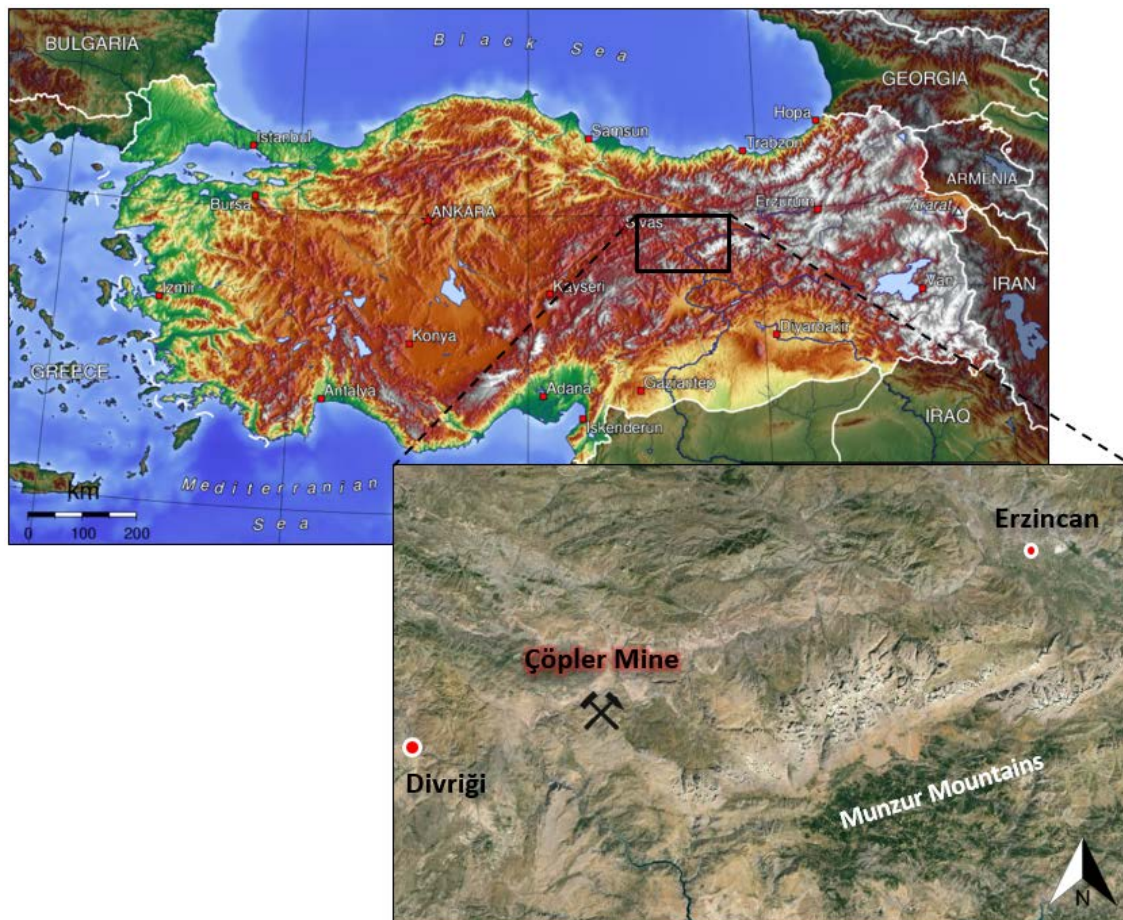 BULGARIA
Black Sea
GEORGIA
Hopa
Istanbul
Samsun
Trabzon
ARMENIA
Bursa
ANKARA
Erzurum
Ararat
Sivas
Izmir
Kayseri
Van
IRAN
Konya
Diyarbakir
GREECE
Antalya
Adana
Gaziantep
IRAQ
Iskenderun
km
0 100 200
Mediterranian
Sea
Erzincan
Çöpler Mine
Divriği
Munzur Mountains
N